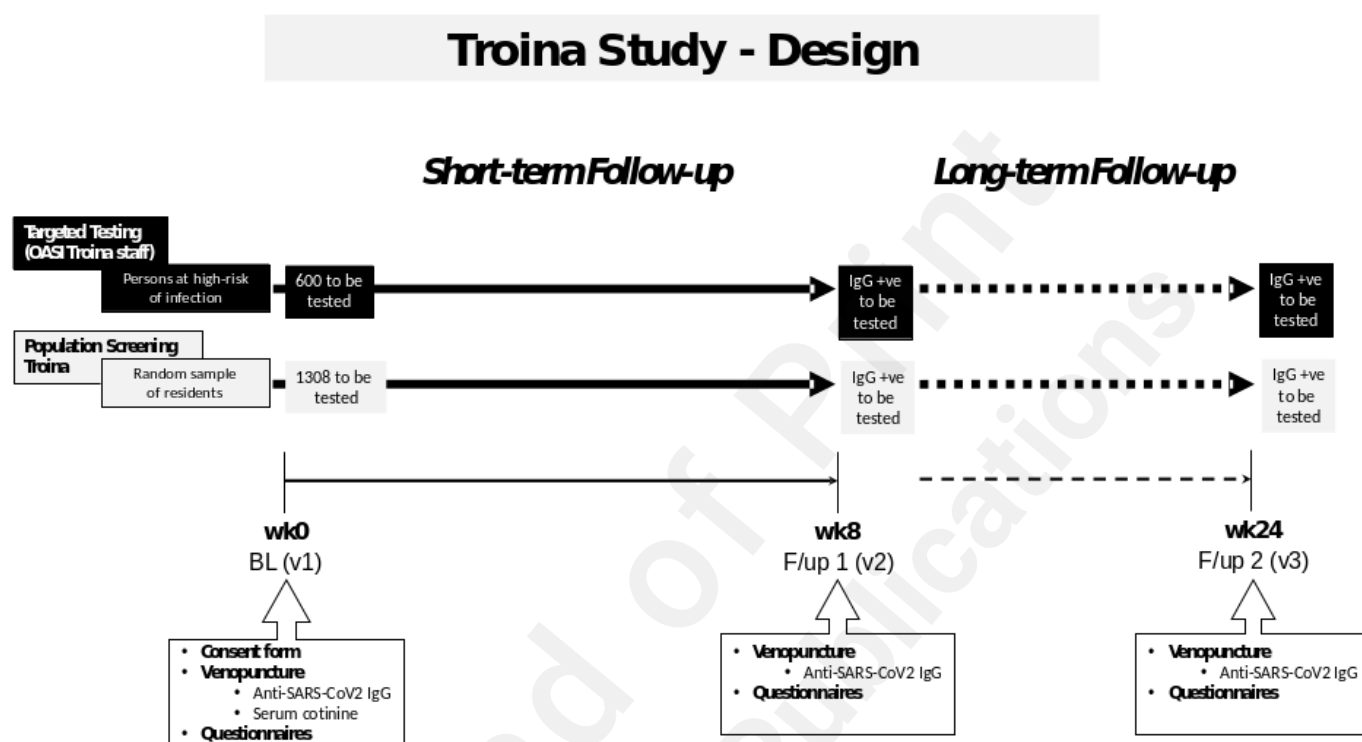 Troina Study - Design
Short-term Follow-up
Long-term Follow-up
Targeted Testing
(OASI Troina staff)
Persons at high-risk
of infection
600 to be
tested
IgG +ve
to be
tested
IgG +ve
to be
tested
Population Screening
Troina
Random sample
of residents
1308 to be
tested
IgG +ve
to be
tested
IgG +ve
to be
tested
wk0
BL (v1)
wk8
F/up 1 (v2)
wk24
F/up 2 (v3)
• Consent form
• Venopuncture
• Anti-SARS-CoV2 IgG
• Serum cotinine
• Questionnaires
• Venopuncture
• Anti-SARS-CoV2 IgG
• Questionnaires
• Venopuncture
• Anti-SARS-CoV2 IgG
• Questionnaires
d of Print
Publications